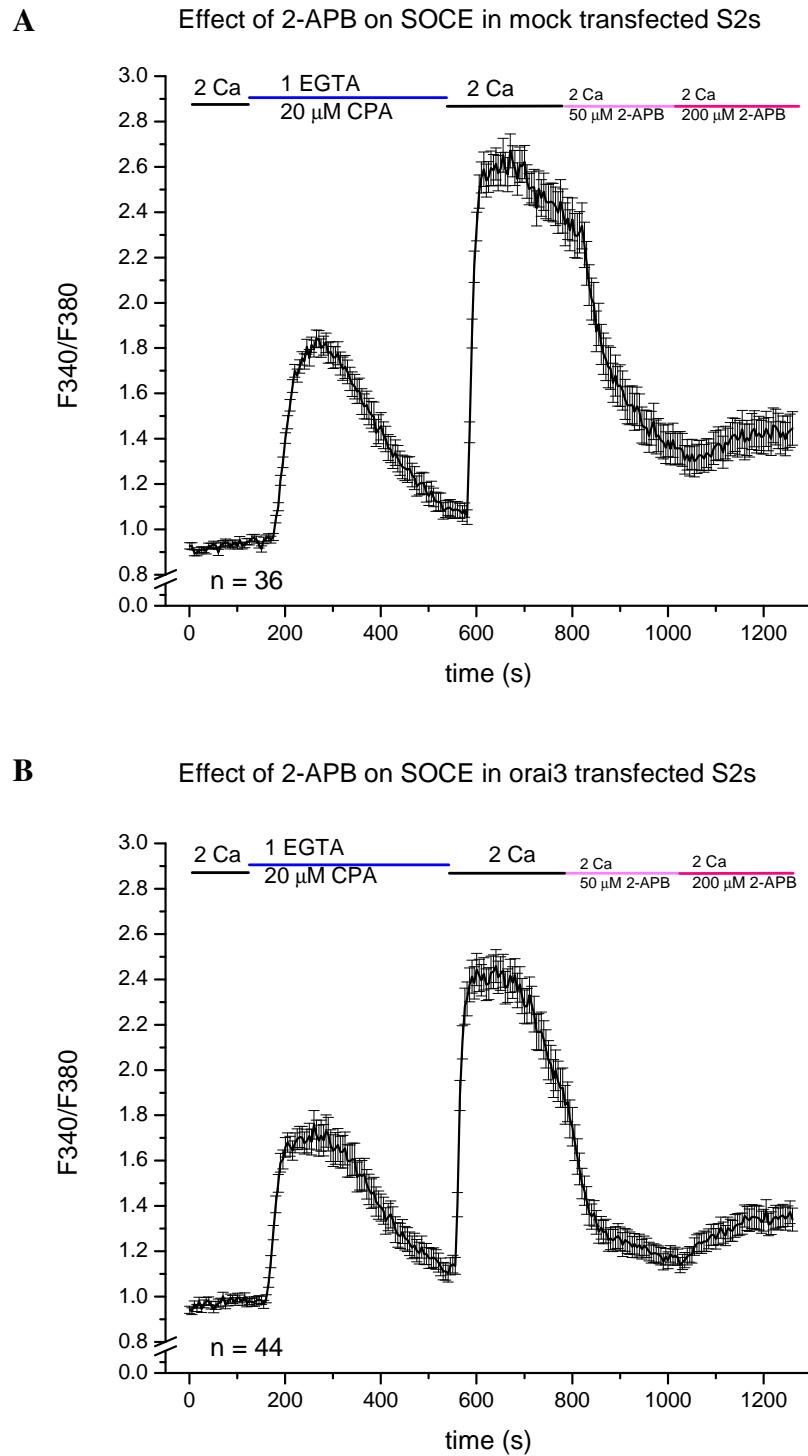 A
Effect of 2-APB on SOCE in mock transfected S2s
3.0
2.8
2.6
2.4
2.2
2.0
1.8
1.6
1.4
1.2
1.0
0.8
0.0
F340/F380
2 Ca
1 EGTA
20 μM CPA
2 Ca
2 Ca
50 μM 2-APB
2 Ca
200 μM 2-APB
n = 36
0 200 400 600 800 1000 1200
time (s)
B
Effect of 2-APB on SOCE in orai3 transfected S2s
3.0
2.8
2.6
2.4
2.2
2.0
1.8
1.6
1.4
1.2
1.0
0.8
0.0
F340/F380
2 Ca
1 EGTA
20 μM CPA
2 Ca
2 Ca
50 μM 2-APB
2 Ca
200 μM 2-APB
n = 44
0 200 400 600 800 1000 1200
time (s)